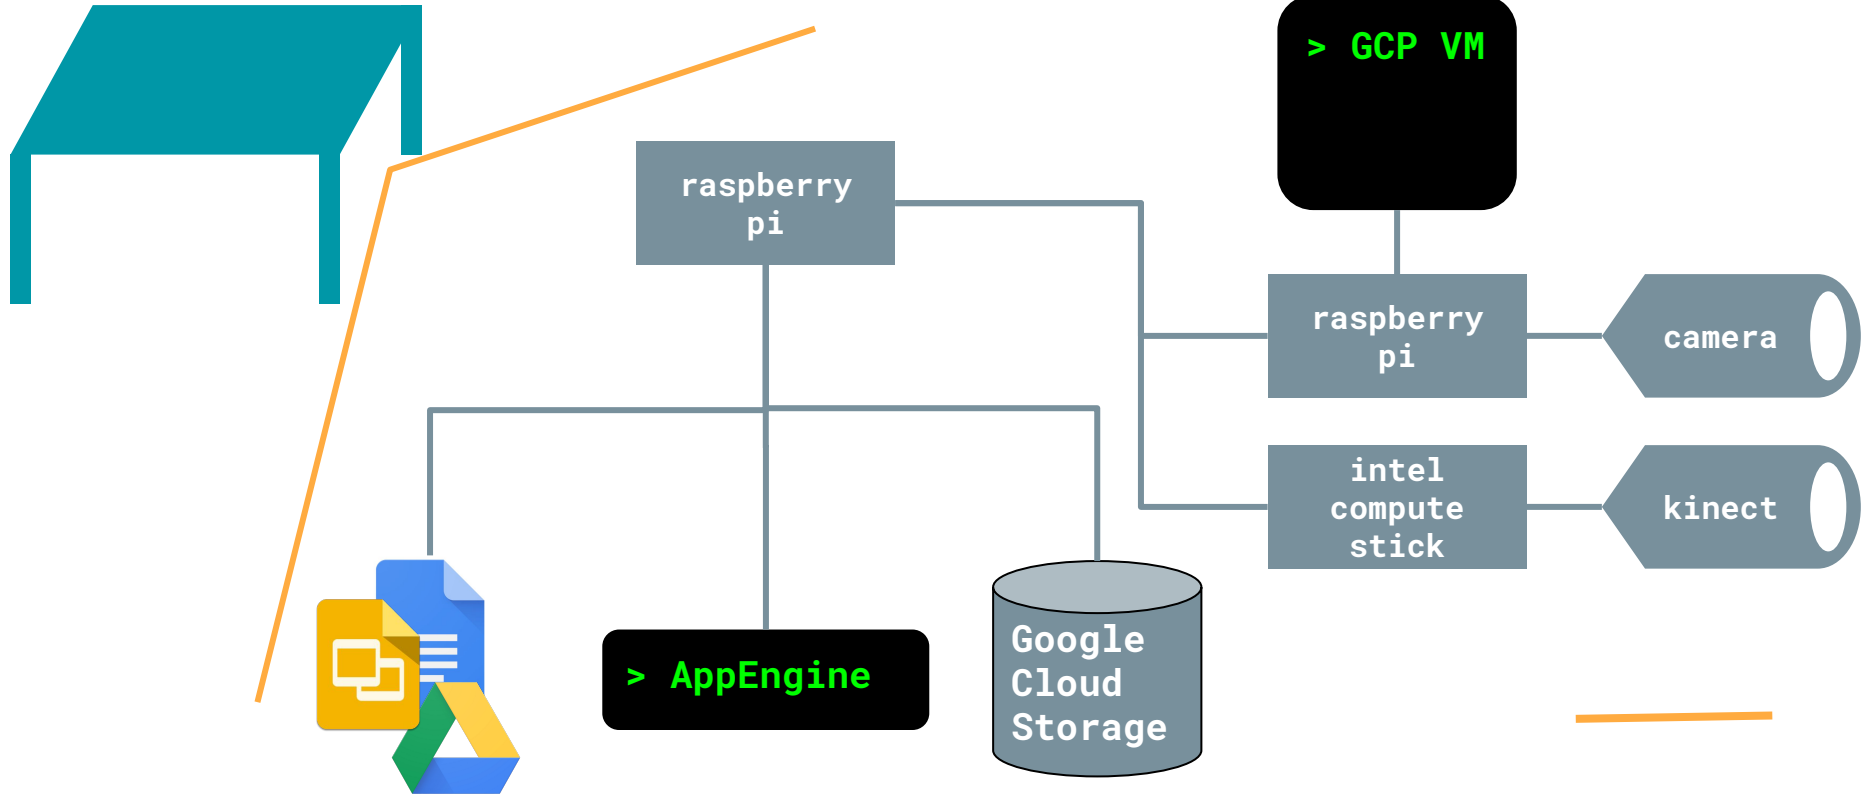 > GCP VM
raspberry
pi
raspberry
pi
camera
intel
compute
stick
kinect
> AppEngine
Google
Cloud
Storage